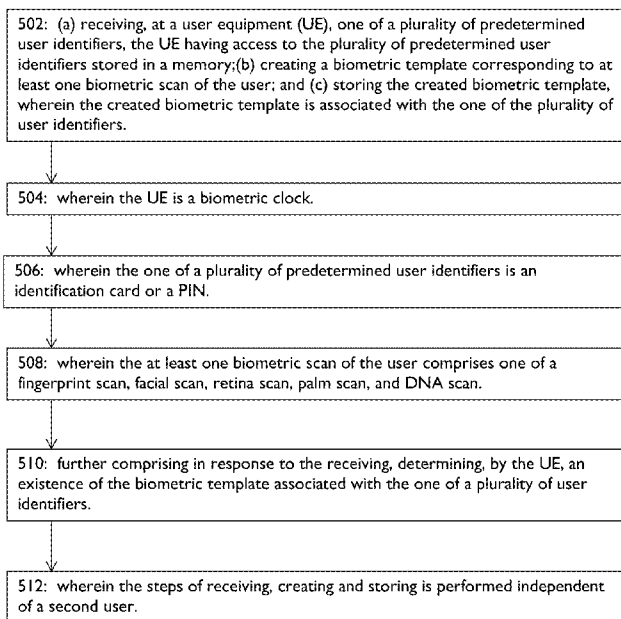 502: (a) receiving, at a user equipment (UE), one of a plurality of predetermined
user identifiers, the UE having access to the plurality of predetermined user
identifiers stored in a memory;(b) creating a biometric template corresponding to at
least one biometric scan of the user; and (c) storing the created biometric template,
wherein the created biometric template is associated with the one of the plurality of
user identifiers.
504: wherein the UE is a biometric clock.
506: wherein the one of a plurality of predetermined user identifiers is an
identification card or a PIN.
508: wherein the at least one biometric scan of the user comprises one of a
fingerprint scan, facial scan, retina scan, palm scan, and DNA scan.
510: further comprising in response to the receiving, determining, by the UE, an
existence of the biometric template associated with the one of a plurality of user
identifiers.
512: wherein the steps of receiving, creating and storing is performed independent
of a second user.